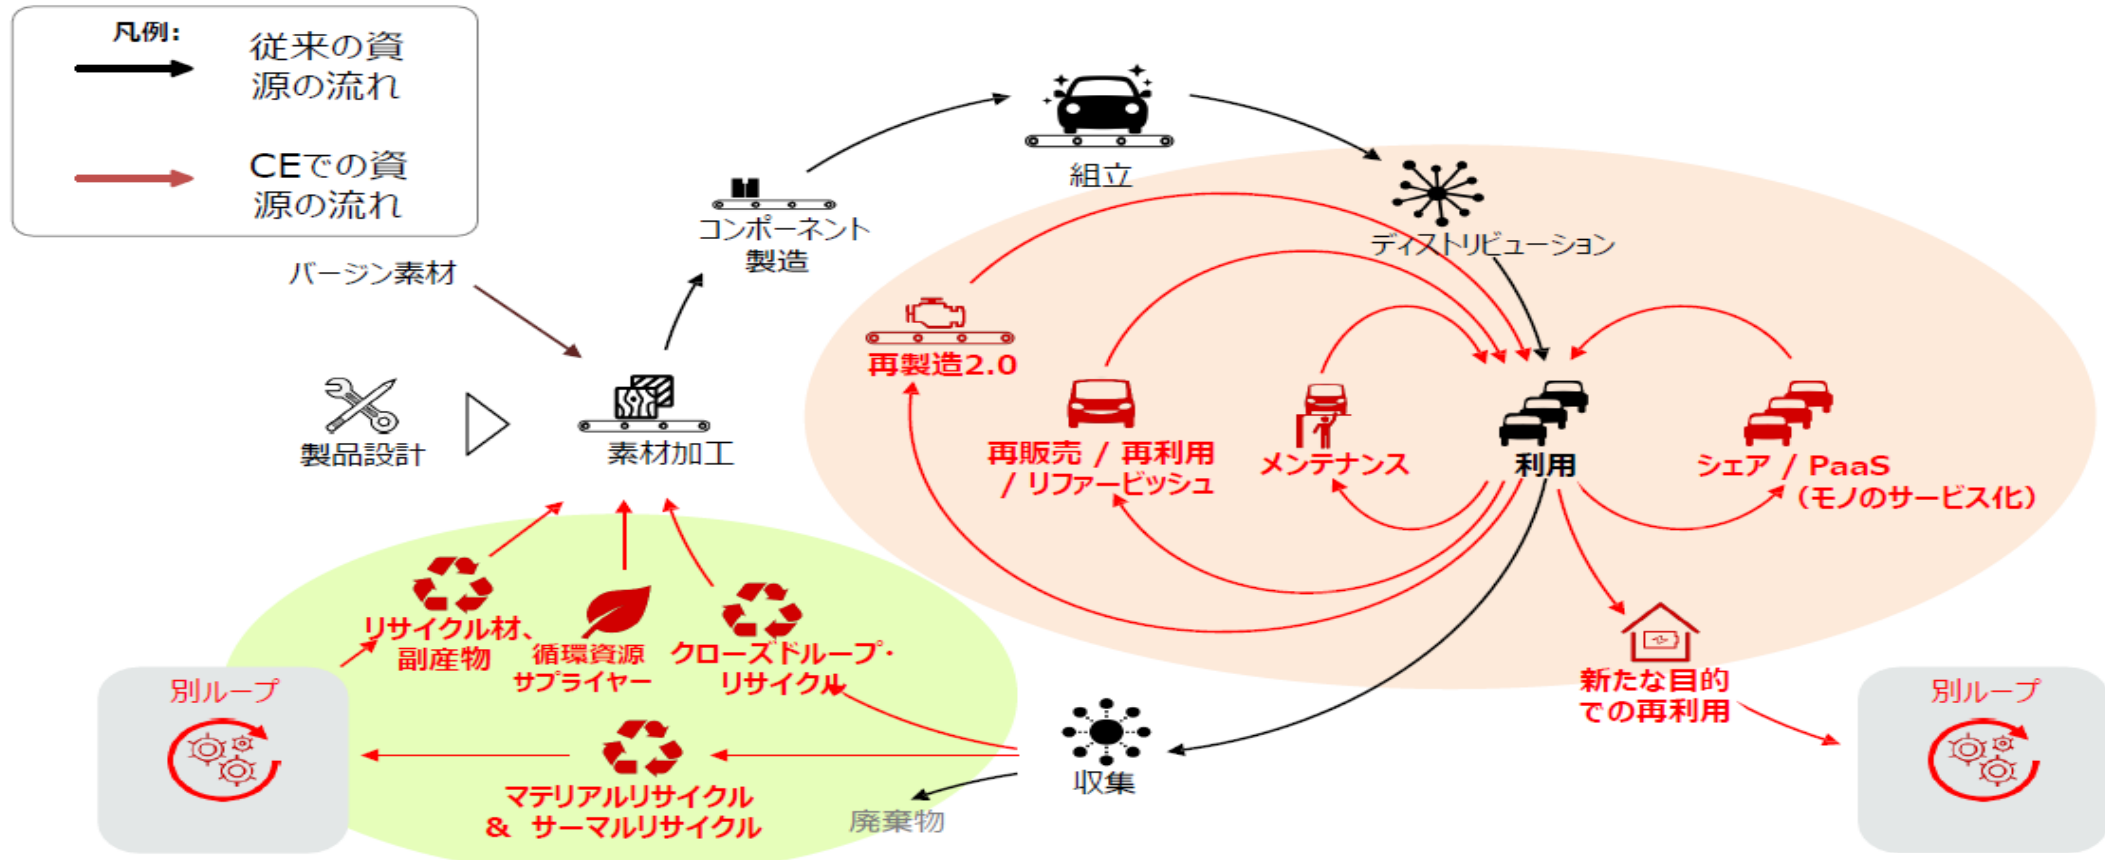 凡例:
従来の資
源の流れ
CEでの資
源の流れ
組立
コンポーネント
製造
ディストリビューション
バージン素材
再製造2.0
製品設計
素材加工
再販売 / 再利用
/ リファービッシュ
メンテナンス
利用
シェア / PaaS
（モノのサービス化）
リサイクル材、
副産物
循環資源
サプライヤー
クローズドループ・
リサイクル
別ループ
新たな目的
での再利用
別ループ
収集
マテリアルリサイクル
& サーマルリサイクル
廃棄物